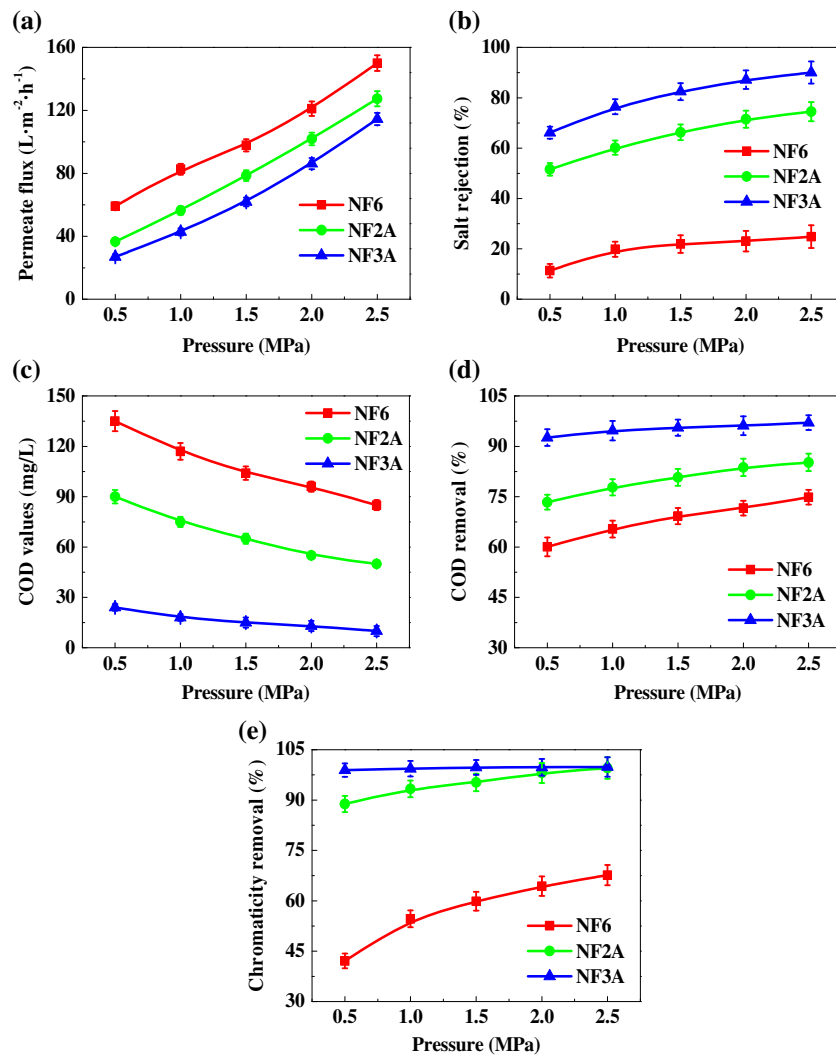 (a)
160
120
80
40
0
Permeate flux (L·m⁻²·h⁻¹)
NF6
NF2A
NF3A
0.5 1.0 1.5 2.0 2.5
Pressure (MPa)
(b)
100
80
60
40
20
0
Salt rejection (%)
NF6
NF2A
NF3A
0.5 1.0 1.5 2.0 2.5
Pressure (MPa)
(c)
150
120
90
60
30
0
COD values (mg/L)
NF6
NF2A
NF3A
0.5 1.0 1.5 2.0 2.5
Pressure (MPa)
(d)
105
90
75
60
45
30
COD removal (%)
NF6
NF2A
NF3A
0.5 1.0 1.5 2.0 2.5
Pressure (MPa)
(e)
105
90
75
60
45
30
Chromaticity removal (%)
NF6
NF2A
NF3A
0.5 1.0 1.5 2.0 2.5
Pressure (MPa)